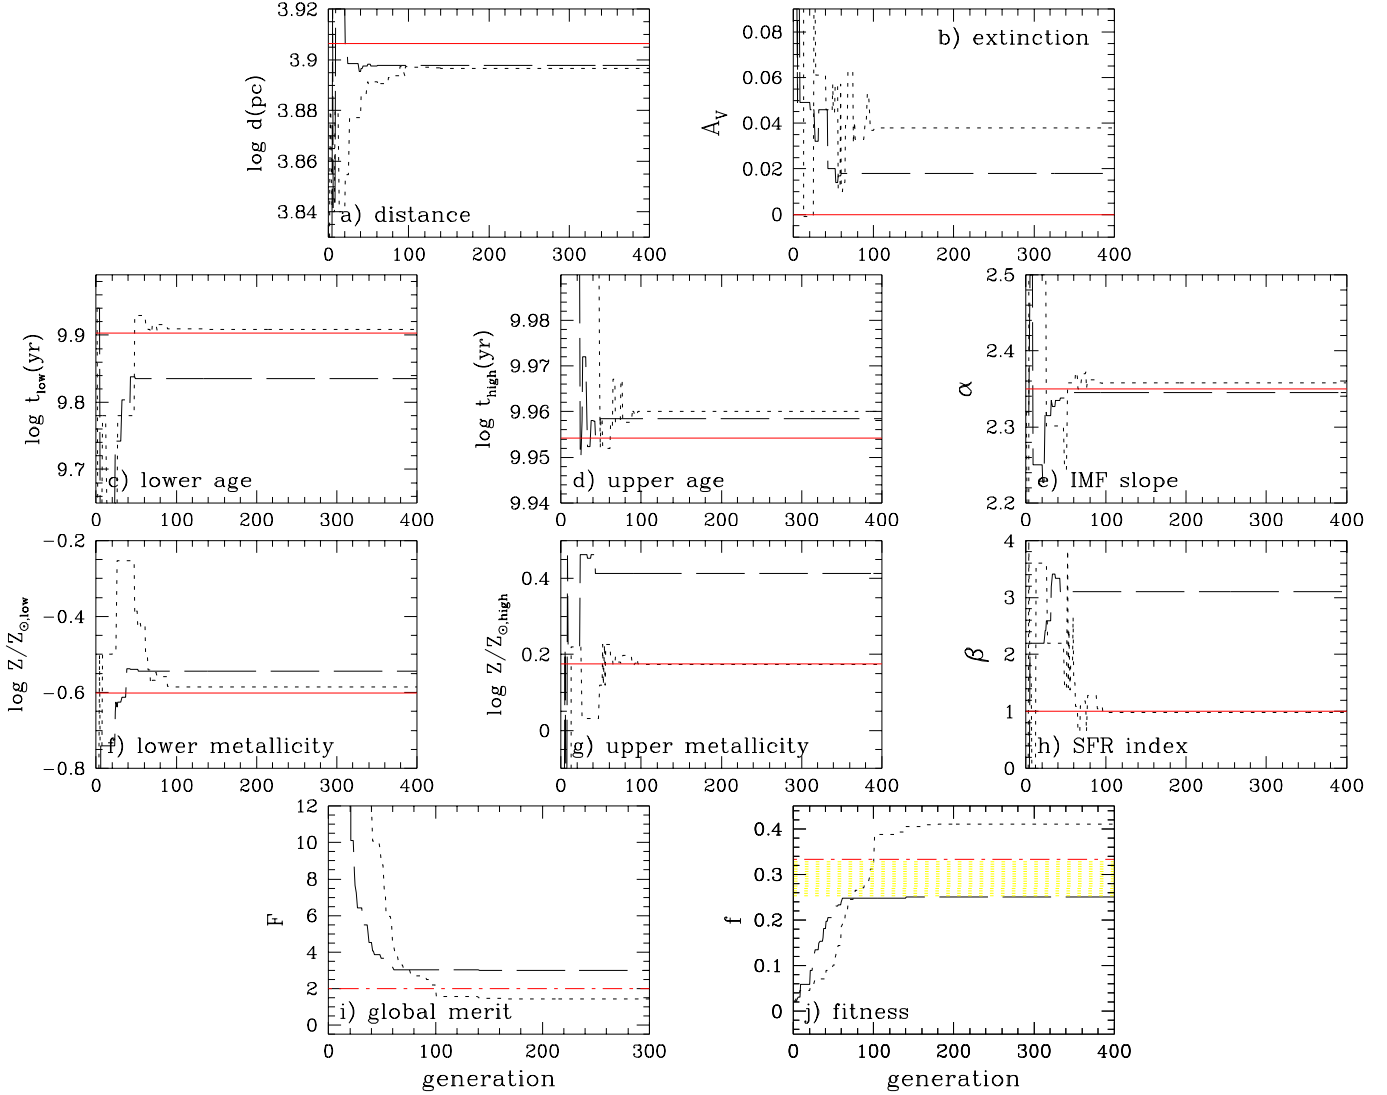 3.92
3.9
3.88
3.86
3.84
log d(pc)
a) distance
0 100 200 300 400
0.08
0.06
0.04
0.02
0
A_V
b) extinction
0 100 200 300 400
9.9
9.8
9.7
log t_low(yr)
c) lower age
0 100 200 300 400
9.98
9.97
9.96
9.95
9.94
log t_high(yr)
d) upper age
0 100 200 300 400
2.5
2.4
2.3
2.2
α
e) IMF slope
0 100 200 300 400
−0.2
−0.4
−0.6
−0.8
log Z/Z_⊙,low
f) lower metallicity
0 100 200 300 400
0.4
0.2
0
log Z/Z_⊙,high
g) upper metallicity
0 100 200 300 400
4
3
2
1
0
β
h) SFR index
0 100 200 300 400
12
10
8
6
4
2
0
F
i) global merit
0 100 200 300
generation
0.4
0.3
0.2
0.1
0
f
j) fitness
0 100 200 300 400
generation